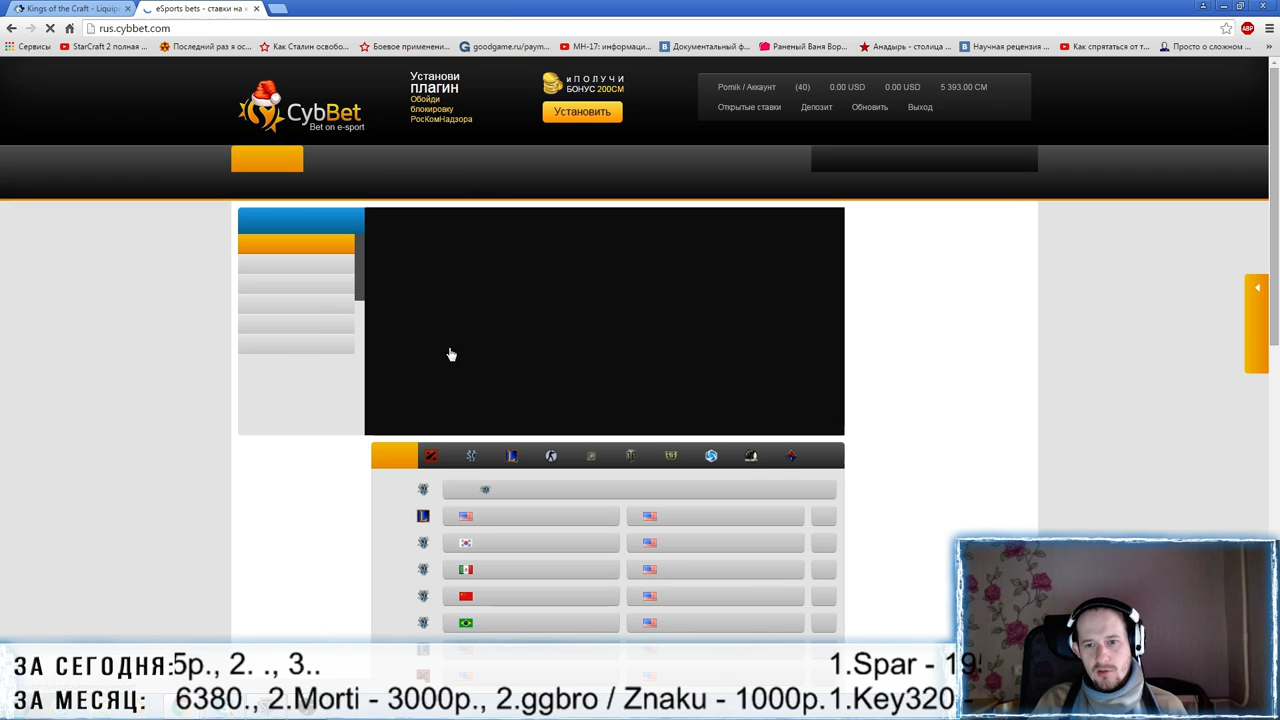 Kings of the Craft - Liquip
eSports bets - ставки на к
rus.cybbet.com
Сервисы
StarCraft 2 полная ...
Последний раз я ос...
Как Сталин освобо...
Боевое применени...
goodgame.ru/paym...
МН-17: информаци...
Документальный ф...
Раненый Ваня Вор...
Анадырь - столица ...
Научная рецензия ...
Как спрятаться от т...
Просто о сложном ...
CybBet
Bet on e-sport
Установи
плагин
Обойди
блокировку
РосКомНадзора
и ПОЛУЧИ
БОНУС 200СМ
Установить
Pomik / Аккаунт (40) 0.00 USD 0.00 USD 5 393.00 CM
Открытые ставки Депозит Обновить Выход
ЗА СЕГОДНЯ: 5р., 2. ., 3.. 1.Spar - 19
ЗА МЕСЯЦ: 6380., 2.Morti - 3000р., 2.ggbro / Znaku - 1000р. 1.Key320 -